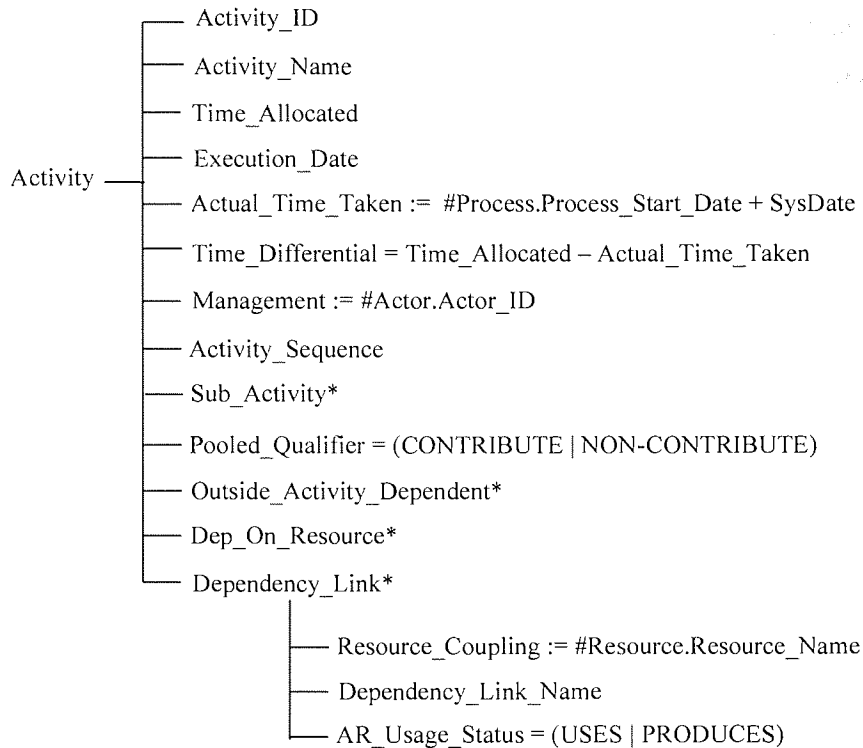 Activity_ID
Activity_Name
Time_Allocated
Execution_Date
Activity
Actual_Time_Taken := #Process.Process_Start_Date + SysDate
Time_Differential = Time_Allocated – Actual_Time_Taken
Management := #Actor.Actor_ID
Activity_Sequence
Sub_Activity*
Pooled_Qualifier = (CONTRIBUTE | NON-CONTRIBUTE)
Outside_Activity_Dependent*
Dep_On_Resource*
Dependency_Link*
Resource_Coupling := #Resource.Resource_Name
Dependency_Link_Name
AR_Usage_Status = (USES | PRODUCES)